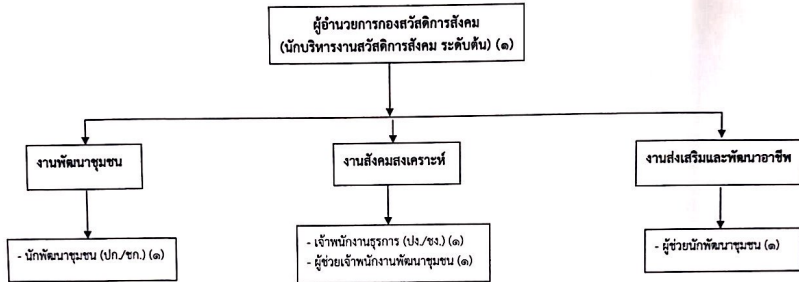 ผู้อำนวยการกองสวัสดิการสังคม
(นักบริหารงานสวัสดิการสังคม ระดับต้น) (๑)
งานพัฒนาชุมชน
งานสังคมสงเคราะห์
งานส่งเสริมและพัฒนาอาชีพ
- นักพัฒนาชุมชน (ปก./ชก.) (๑)
- เจ้าพนักงานธุรการ (ปง./ชง.) (๑)
- ผู้ช่วยเจ้าพนักงานพัฒนาชุมชน (๑)
- ผู้ช่วยนักพัฒนาชุมชน (๑)